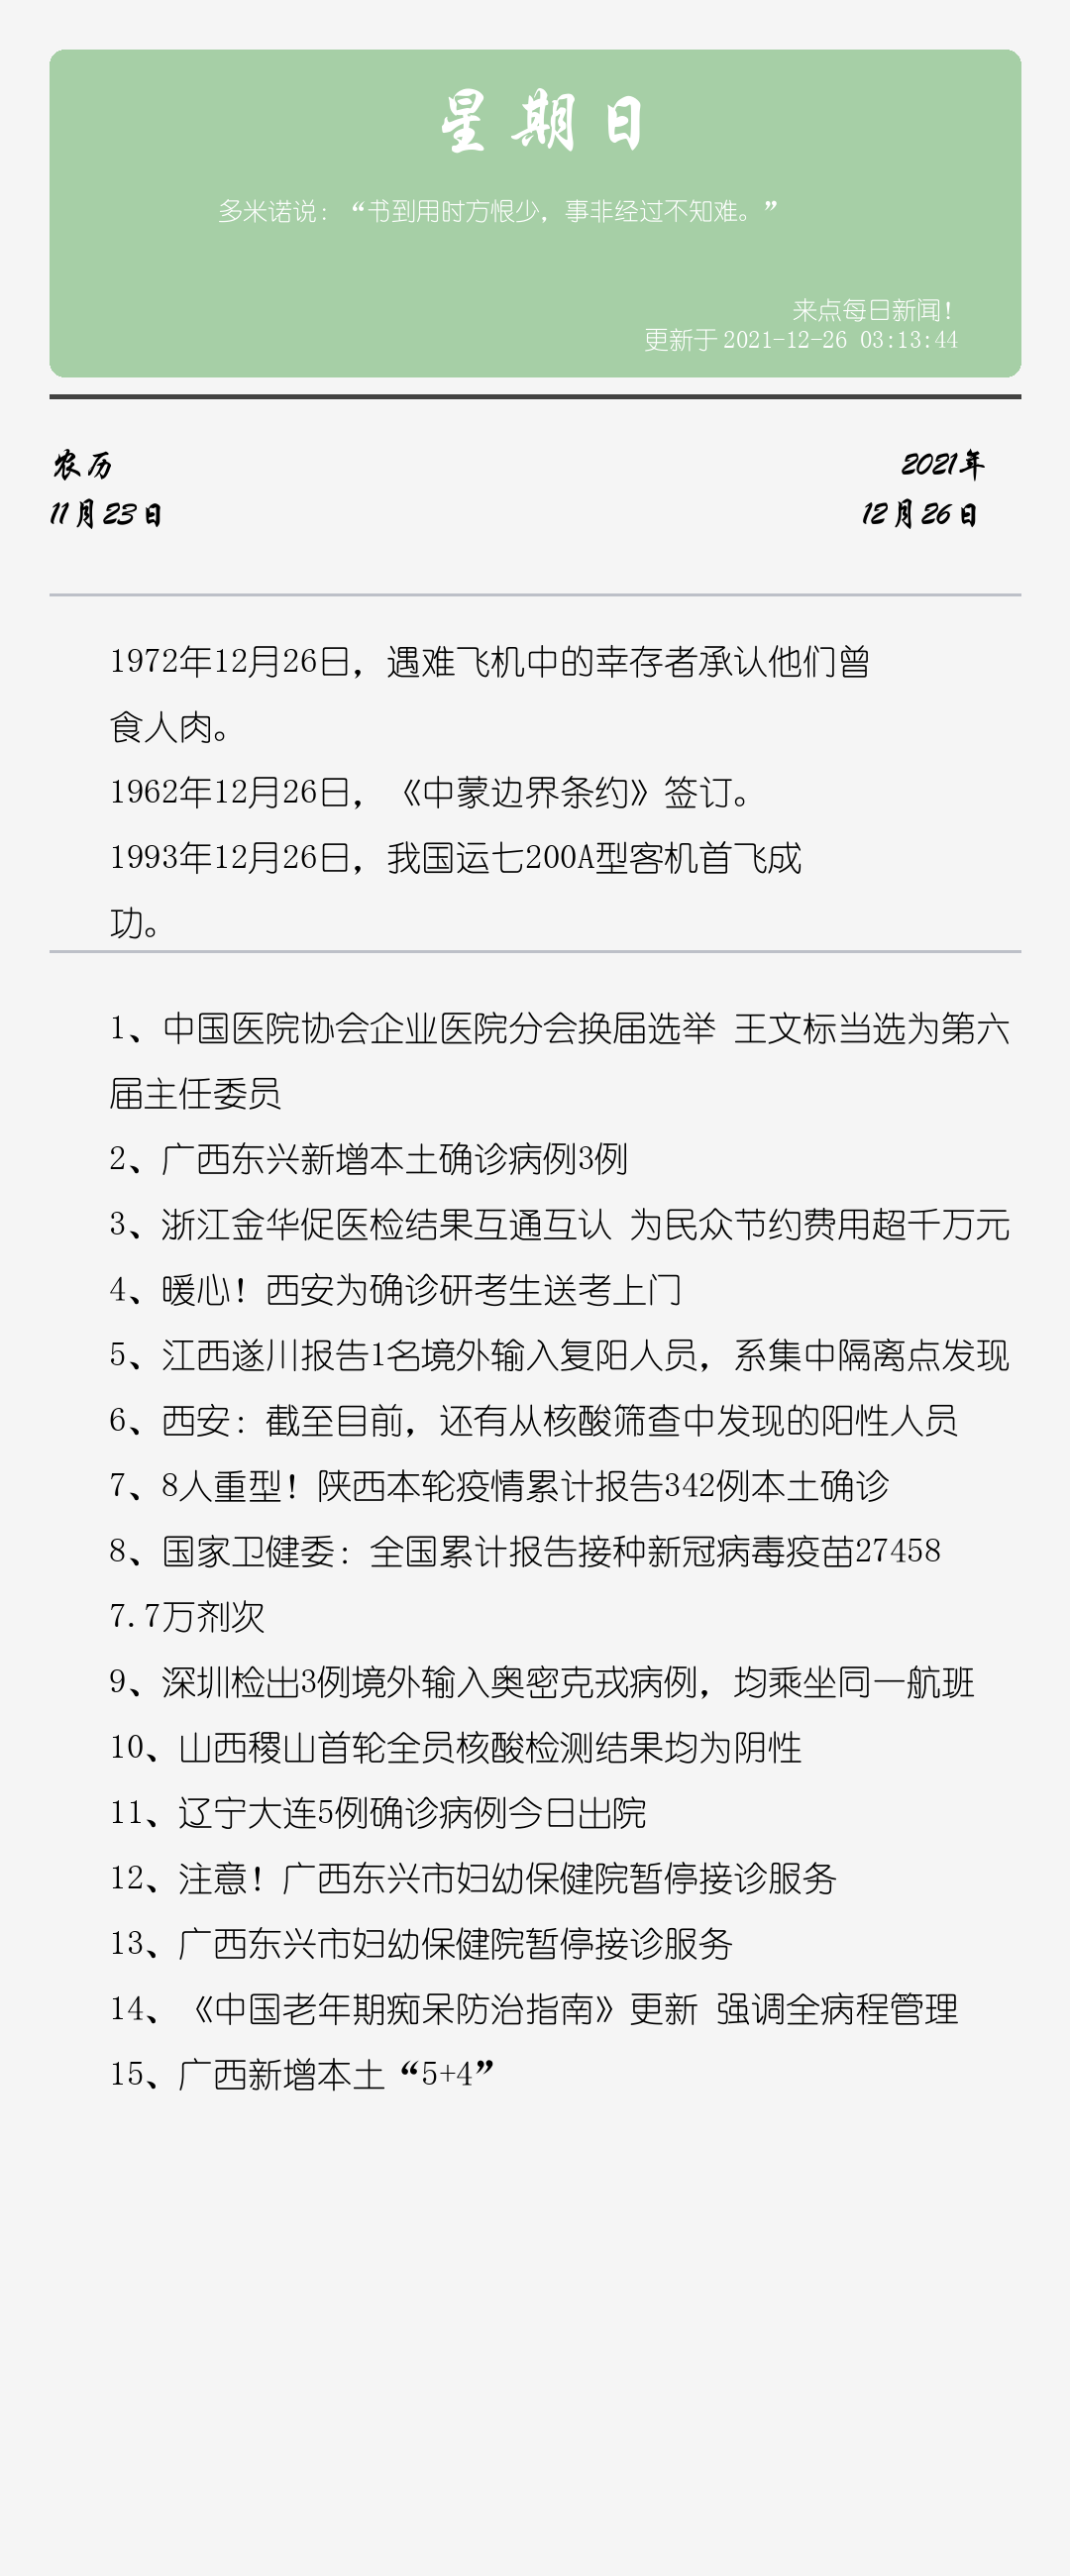 星期日
多米诺说：“书到用时方恨少，事非经过不知难。”
来点每日新闻！
更新于2021-12-26 03:13:44
农历
2021年
11月23日
12月26日
1972年12月26日，遇难飞机中的幸存者承认他们曾
食人肉。
1962年12月26日，《中蒙边界条约》签订。
1993年12月26日，我国运七200A型客机首飞成
功。
1、中国医院协会企业医院分会换届选举 王文标当选为第六
届主任委员
2、广西东兴新增本土确诊病例3例
3、浙江金华促医检结果互通互认 为民众节约费用超千万元
4、暖心！西安为确诊研考生送考上门
5、江西遂川报告1名境外输入复阳人员，系集中隔离点发现
6、西安：截至目前，还有从核酸筛查中发现的阳性人员
7、8人重型！陕西本轮疫情累计报告342例本土确诊
8、国家卫健委：全国累计报告接种新冠病毒疫苗27458
7.7万剂次
9、深圳检出3例境外输入奥密克戎病例，均乘坐同一航班
10、山西稷山首轮全员核酸检测结果均为阴性
11、辽宁大连5例确诊病例今日出院
12、注意！广西东兴市妇幼保健院暂停接诊服务
13、广西东兴市妇幼保健院暂停接诊服务
14、《中国老年期痴呆防治指南》更新 强调全病程管理
15、广西新增本土“5+4”